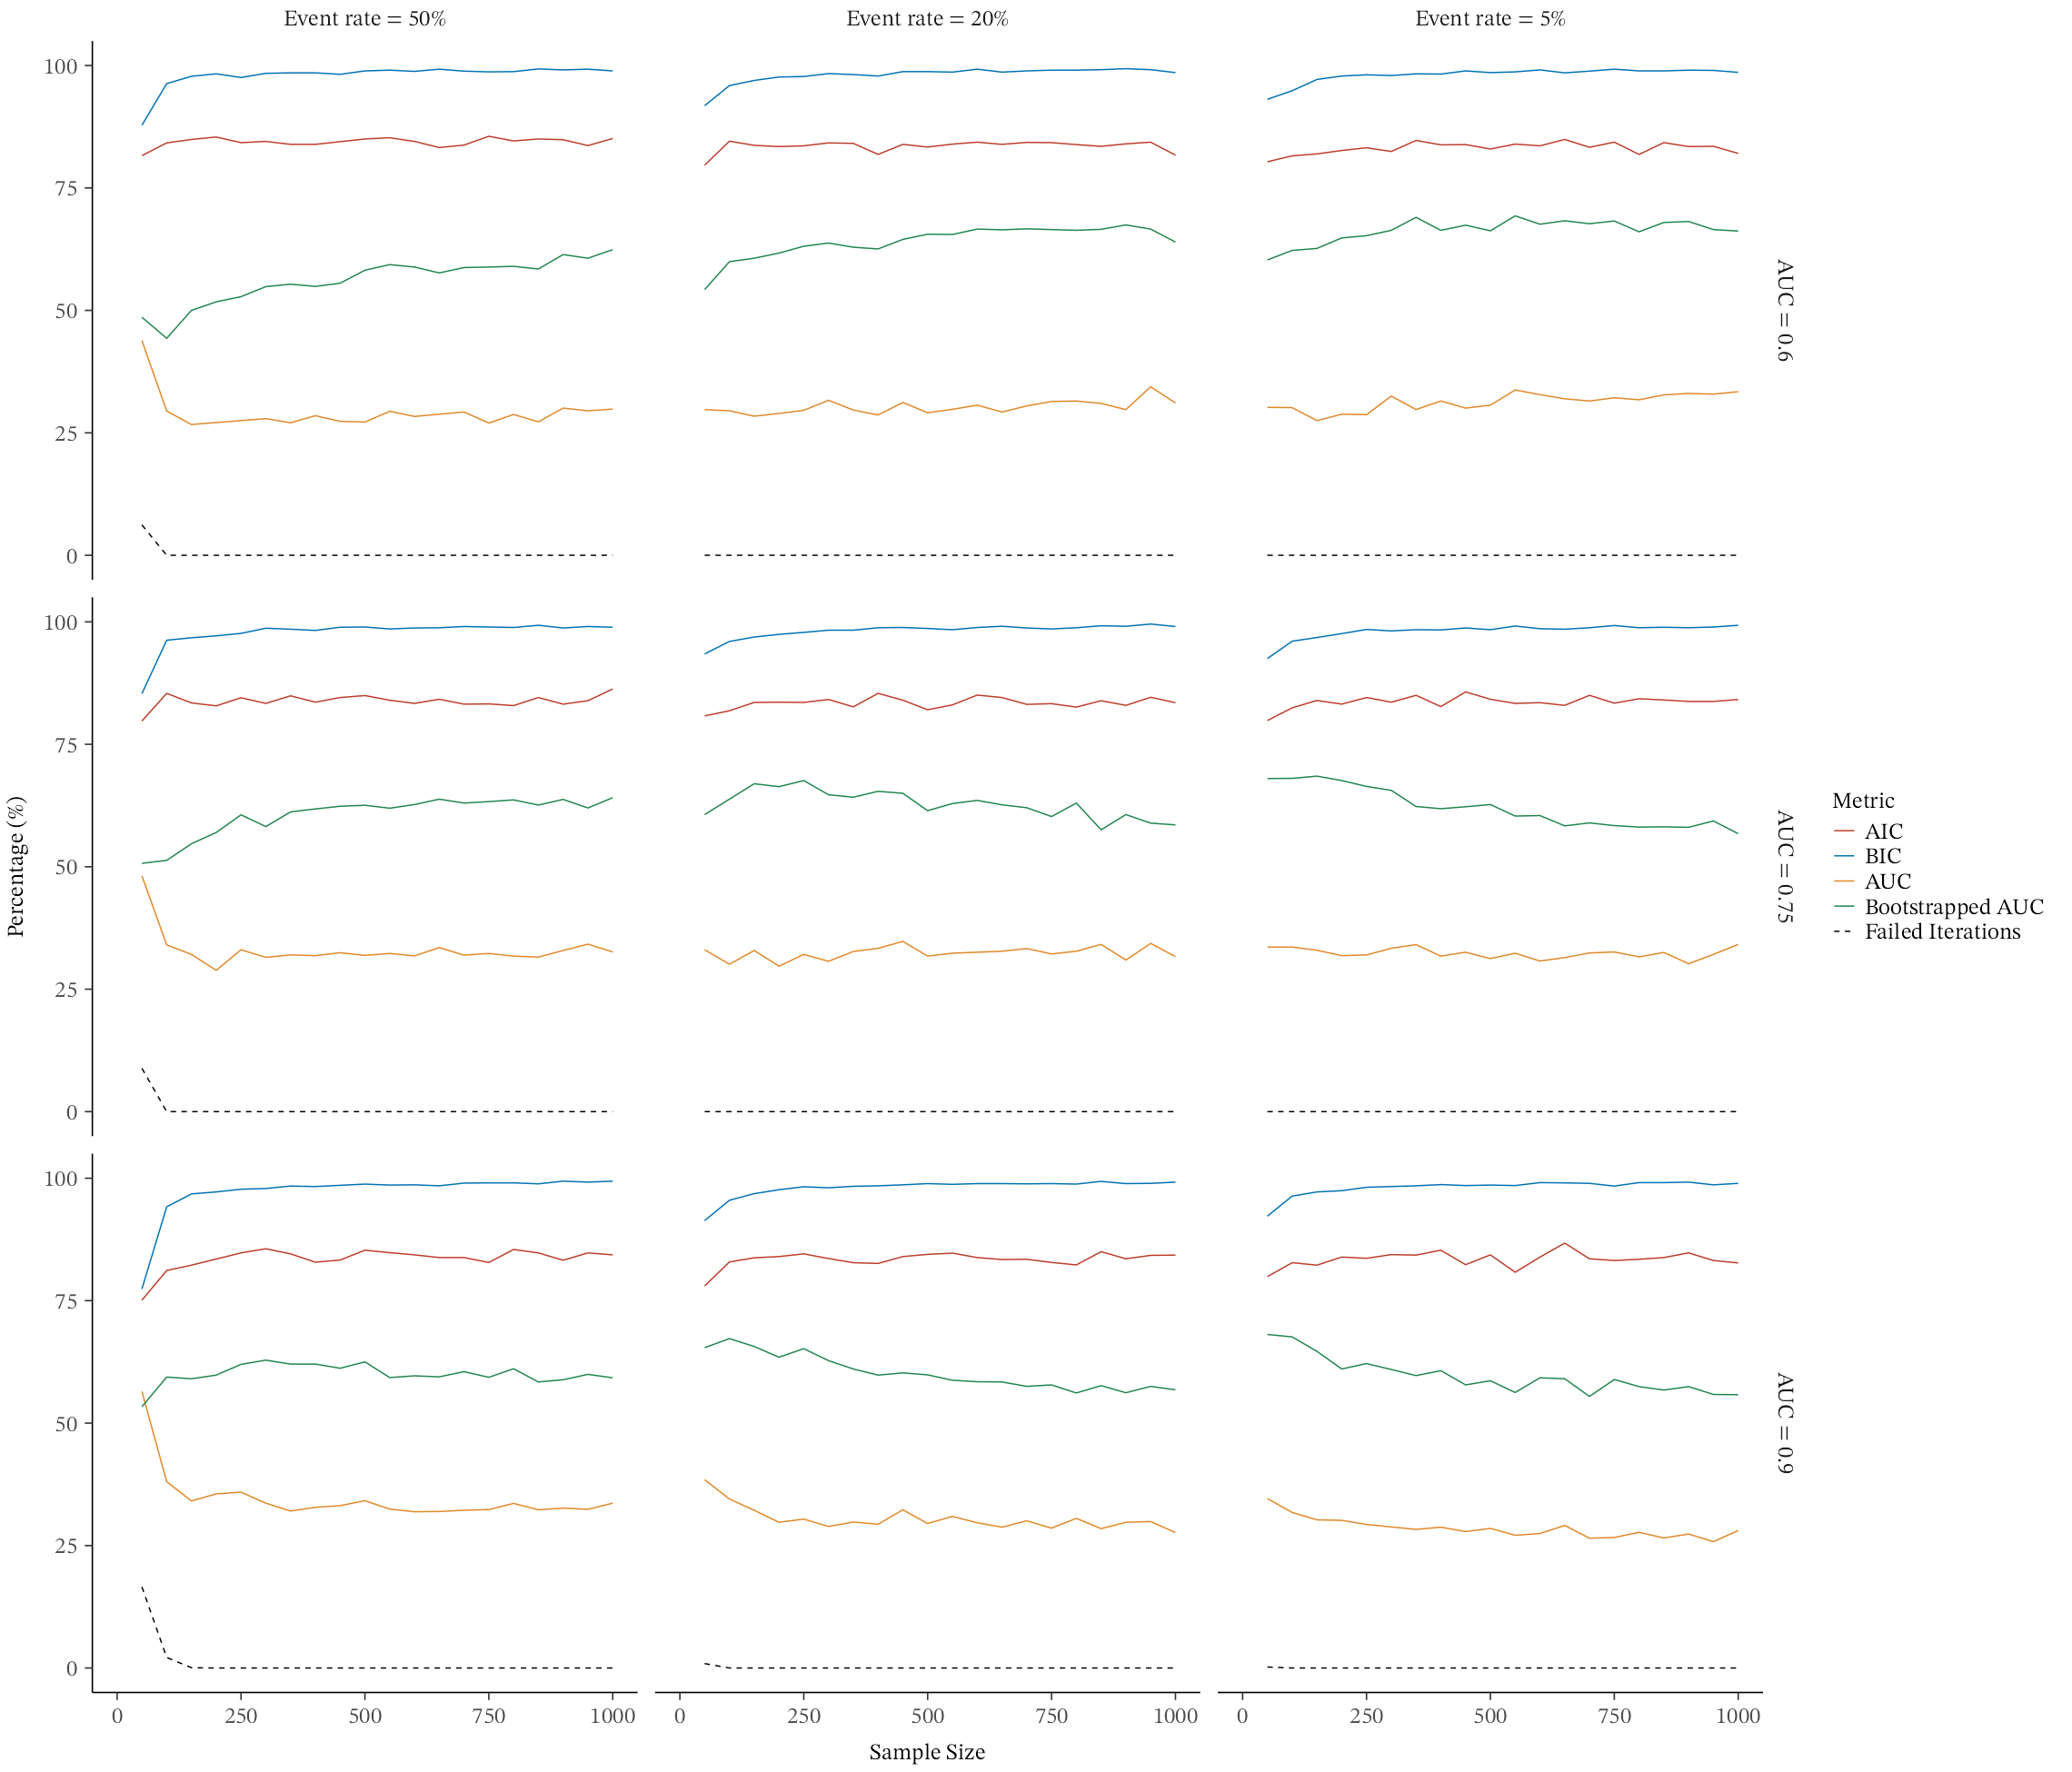 Event rate = 50%
Event rate = 20%
Event rate = 5%
100
75
50
25
0
AUC = 0.6
100
75
50
25
0
AUC = 0.75
100
75
50
25
0
AUC = 0.9
Percentage (%)
0 250 500 750 1000
0 250 500 750 1000
0 250 500 750 1000
Sample Size
Metric
AIC
BIC
AUC
Bootstrapped AUC
Failed Iterations